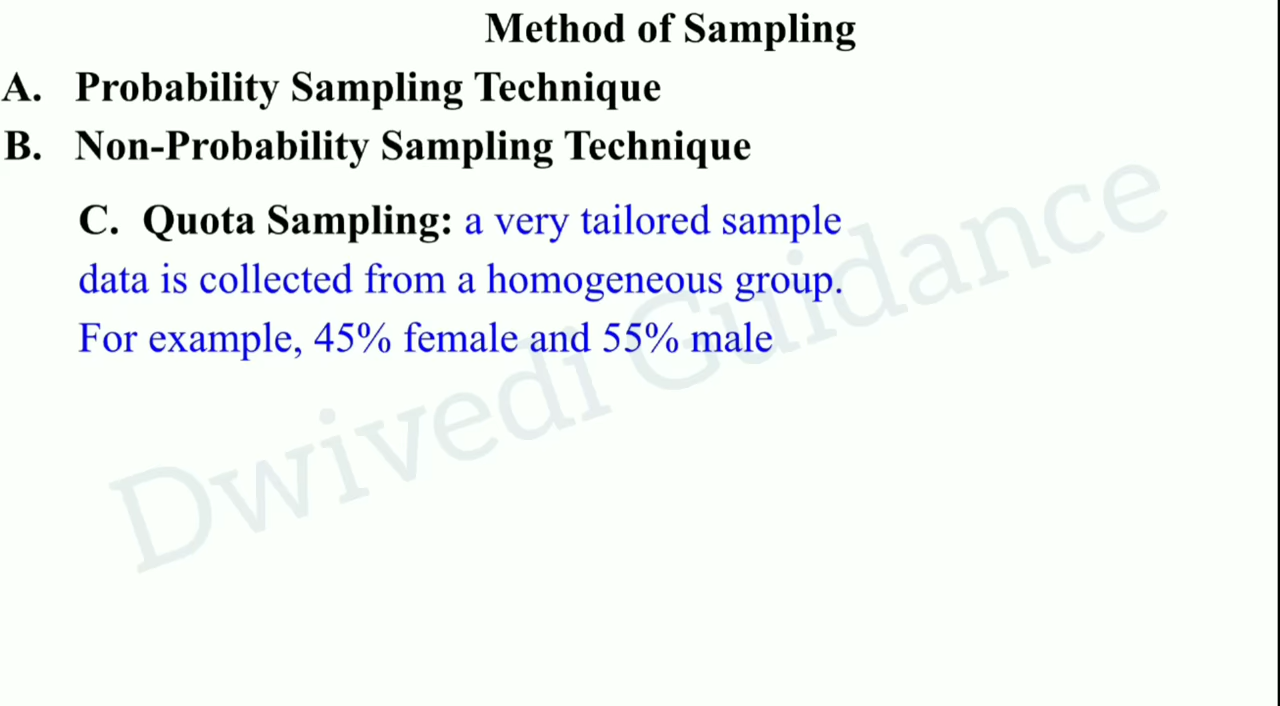 Method of Sampling
A. Probability Sampling Technique
B. Non-Probability Sampling Technique
C. Quota Sampling: a very tailored sample
data is collected from a homogeneous group.
For example, 45% female and 55% male
Dwivedi Guidance